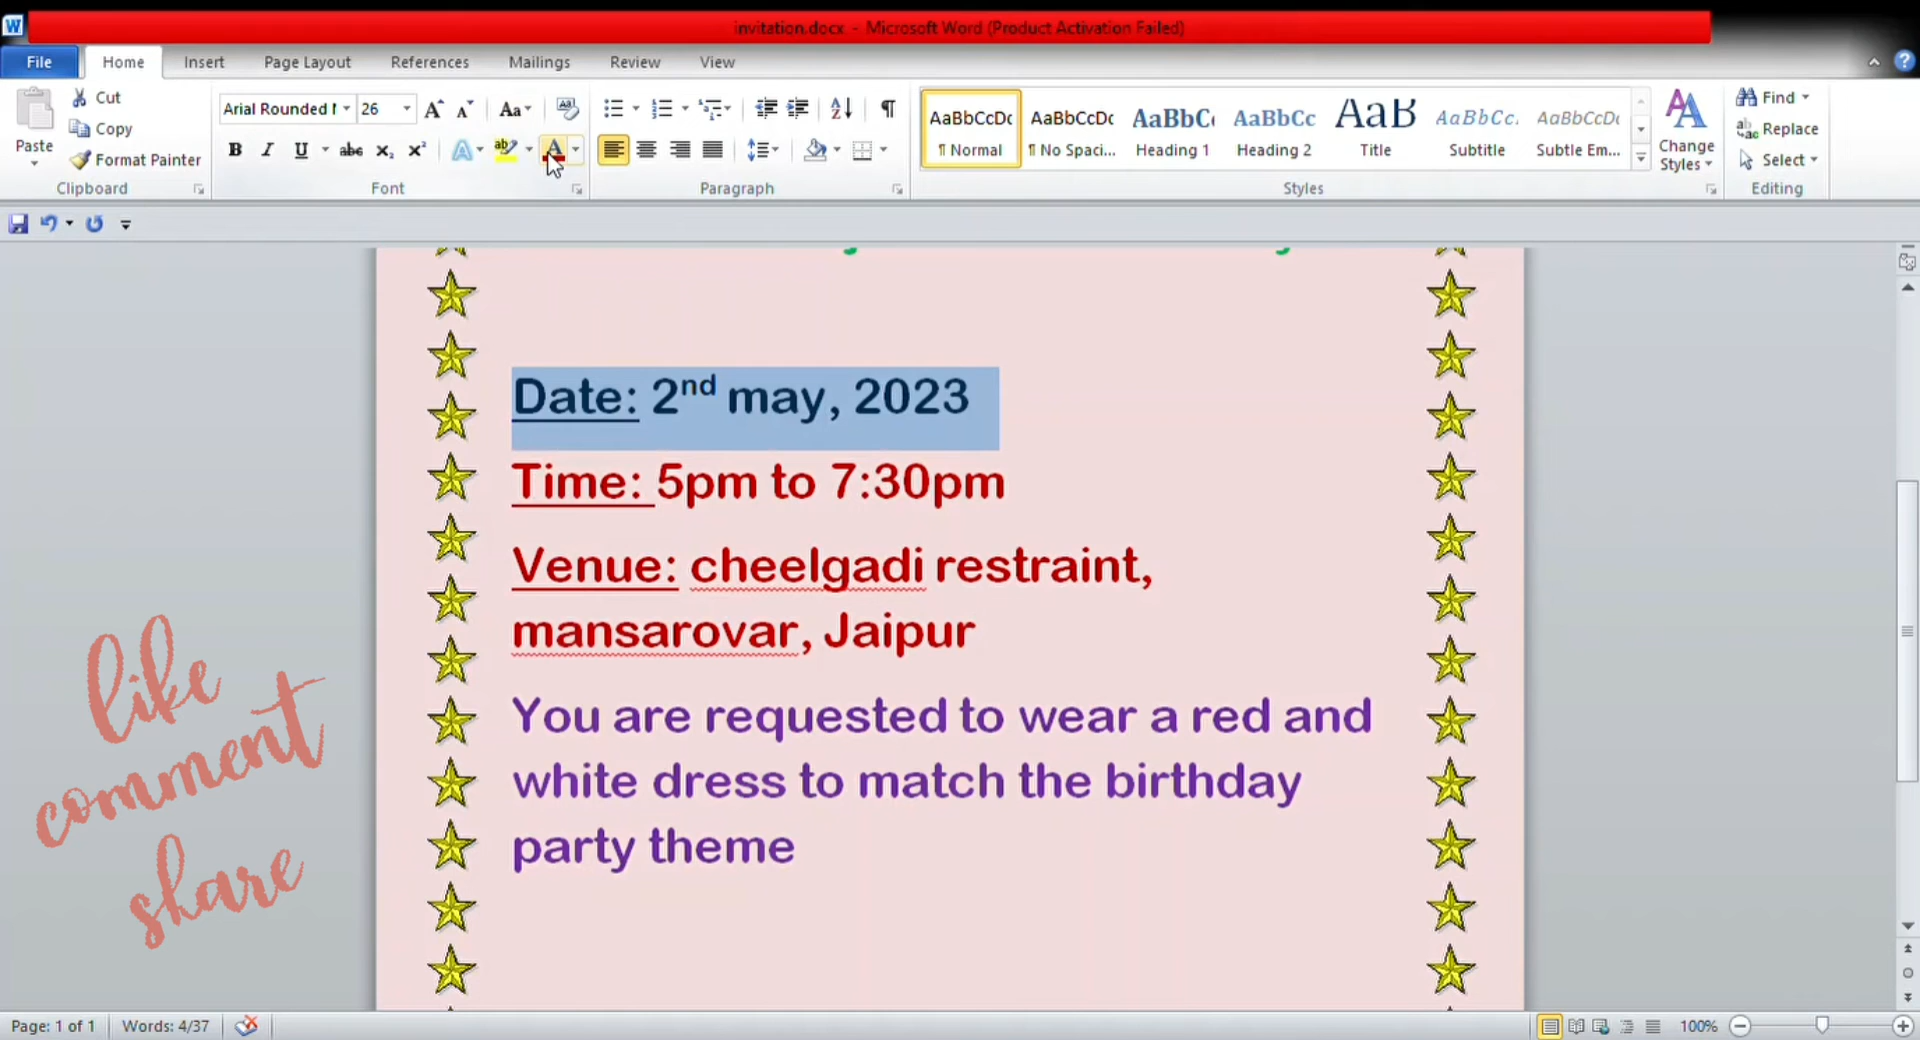 invitation.docx - Microsoft Word (Product Activation Failed)
File Home Insert Page Layout References Mailings Review View
Paste
Cut
Copy
Format Painter
Clipboard
Arial Rounded 26
Font
Paragraph
AaBbCcDc AaBbCcDc AaBbC AaBbCc AaB AaBbCc. AaBbCcDc
¶ Normal ¶ No Spaci... Heading 1 Heading 2 Title Subtitle Subtle Em...
Styles
Change
Styles
Find
Replace
Select
Editing
Date: 2nd may, 2023
Time: 5pm to 7:30pm
Venue: cheelgadi restraint,
mansarovar, Jaipur
You are requested to wear a red and
white dress to match the birthday
party theme
like
comment
share
Page: 1 of 1 Words: 4/37 100%